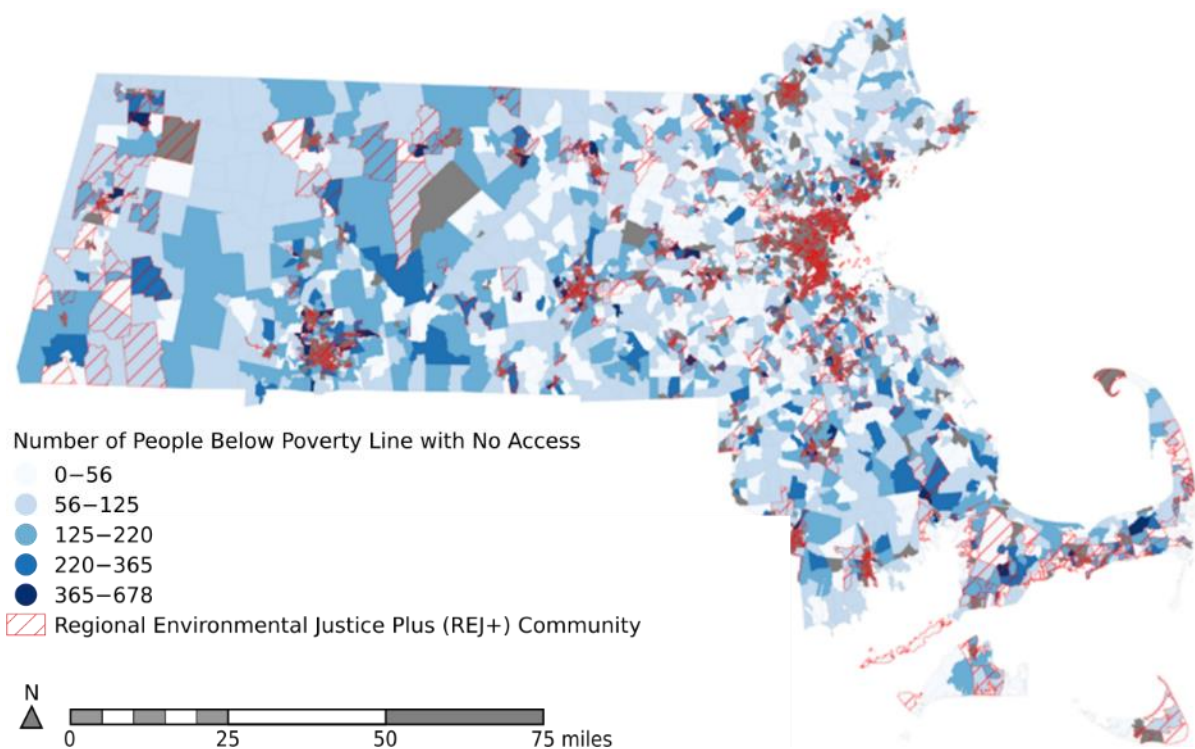 Number of People Below Poverty Line with No Access
0−56
56−125
125−220
220−365
365−678
Regional Environmental Justice Plus (REJ+) Community
N
0 25 50 75 miles